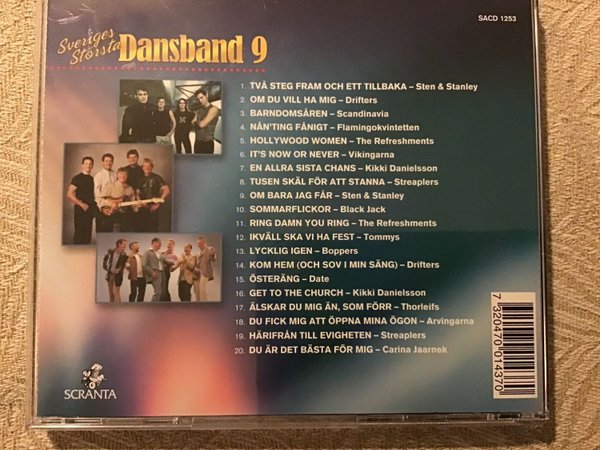 SACD 1253
Sveriges
Största
Dansband 9
1. TVÅ STEG FRAM OCH ETT TILLBAKA – Sten & Stanley
2. OM DU VILL HA MIG – Drifters
3. BARNDOMSÅREN – Scandinavia
4. NÅN'TING FÅNIGT – Flamingokvintetten
5. HOLLYWOOD WOMEN – The Refreshments
6. IT'S NOW OR NEVER – Vikingarna
7. EN ALLRA SISTA CHANS – Kikki Danielsson
8. TUSEN SKÄL FÖR ATT STANNA – Streaplers
9. OM BARA JAG FÅR – Sten & Stanley
10. SOMMARFLICKOR – Black Jack
11. RING DAMN YOU RING – The Refreshments
12. IKVÄLL SKA VI HA FEST – Tommys
13. LYCKLIG IGEN – Boppers
14. KOM HEM (OCH SOV I MIN SÄNG) – Drifters
15. ÖSTERÄNG – Date
16. GET TO THE CHURCH – Kikki Danielsson
17. ÄLSKAR DU MIG ÄN, SOM FÖRR – Thorleifs
18. DU FICK MIG ATT ÖPPNA MINA ÖGON – Arvingarna
19. HÄRIFRÅN TILL EVIGHETEN – Streaplers
20. DU ÄR DET BÄSTA FÖR MIG – Carina Jaarnek
7 320470 014370
SCRANTA